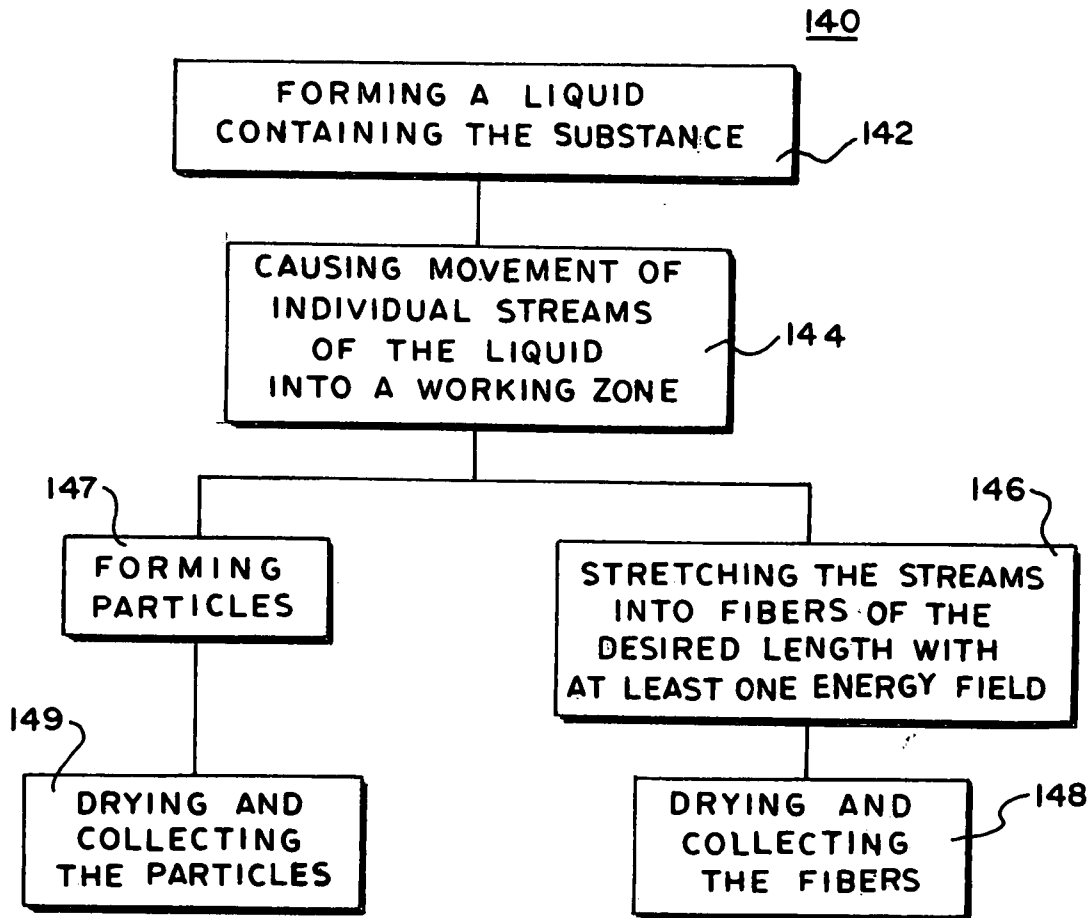 140
FORMING A LIQUID
CONTAINING THE SUBSTANCE
142
CAUSING MOVEMENT OF
INDIVIDUAL STREAMS
OF THE LIQUID
INTO A WORKING ZONE
144
147
FORMING
PARTICLES
146
STRETCHING THE STREAMS
INTO FIBERS OF THE
DESIRED LENGTH WITH
AT LEAST ONE ENERGY FIELD
149
DRYING AND
COLLECTING
THE PARTICLES
DRYING AND
COLLECTING
THE FIBERS
148